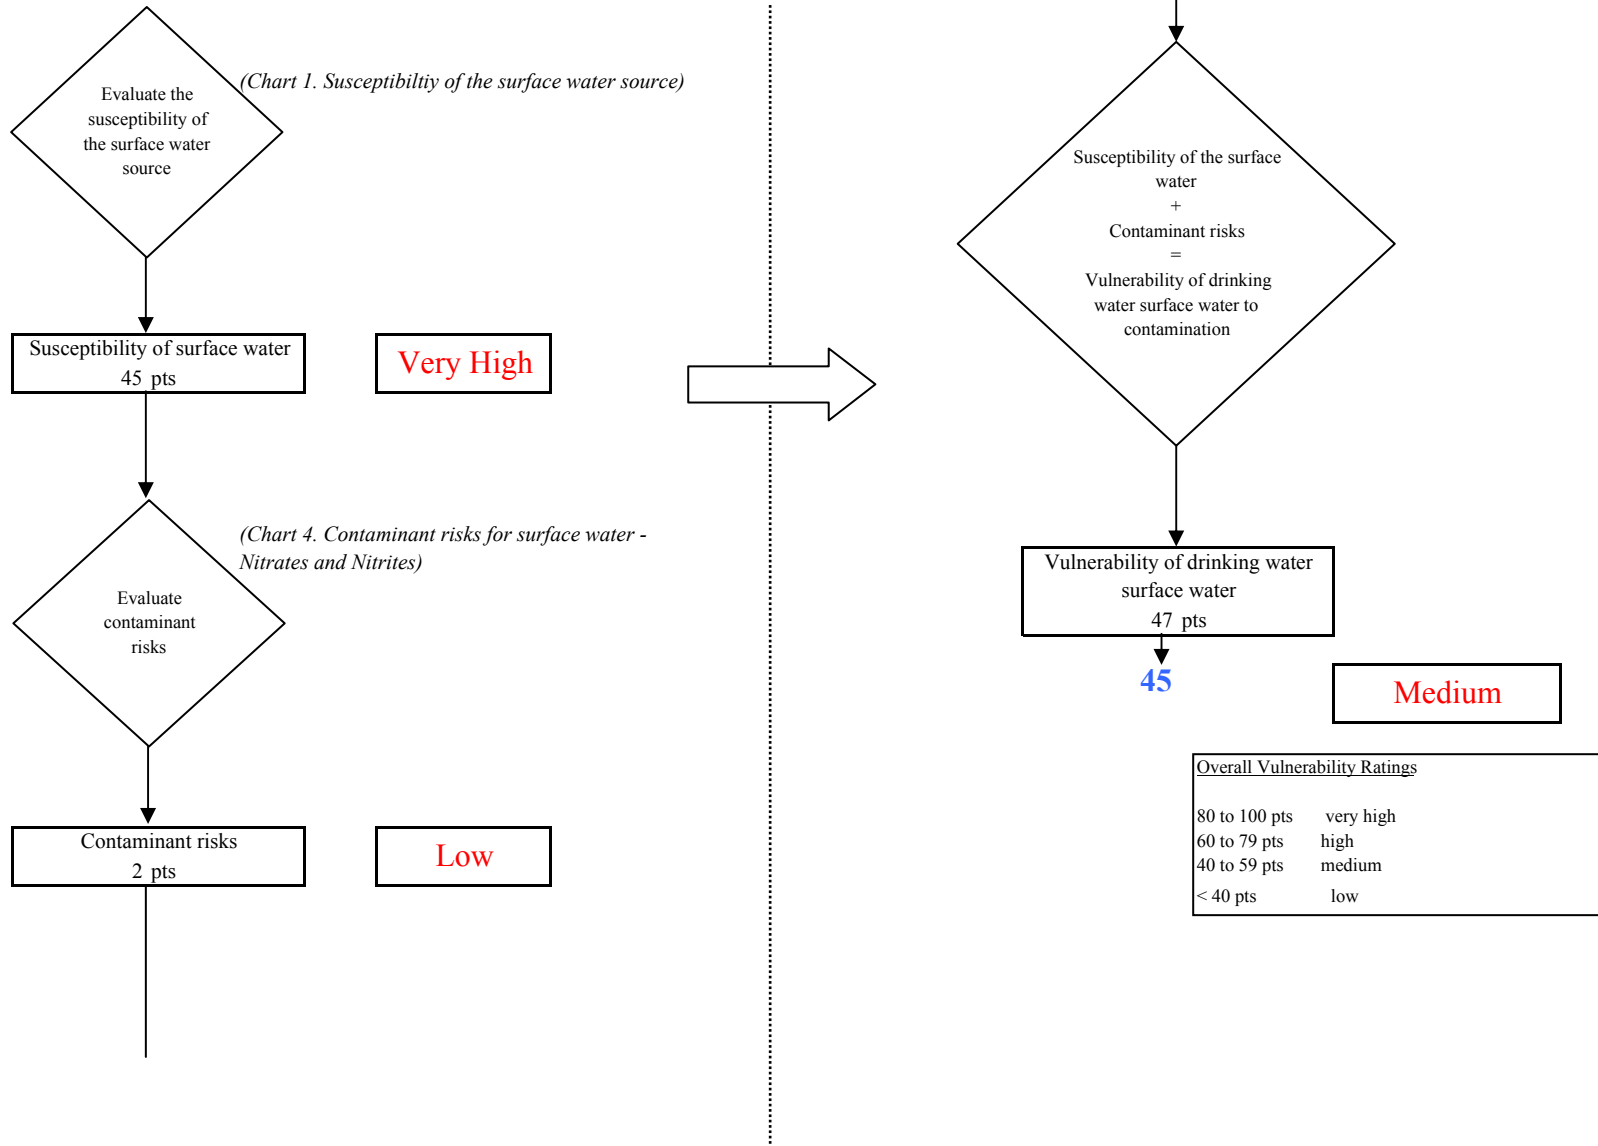 Evaluate the
susceptibility of
the surface water
source
(Chart 1. Susceptibiltiy of the surface water source)
Susceptibility of surface water
45 pts
Very High
Evaluate
contaminant
risks
(Chart 4. Contaminant risks for surface water -
Nitrates and Nitrites)
Contaminant risks
2 pts
Low
Susceptibility of the surface
water
+
Contaminant risks
=
Vulnerability of drinking
water surface water to
contamination
Vulnerability of drinking water
surface water
47 pts
45
Medium
Overall Vulnerability Ratings
80 to 100 pts very high
60 to 79 pts high
40 to 59 pts medium
< 40 pts low